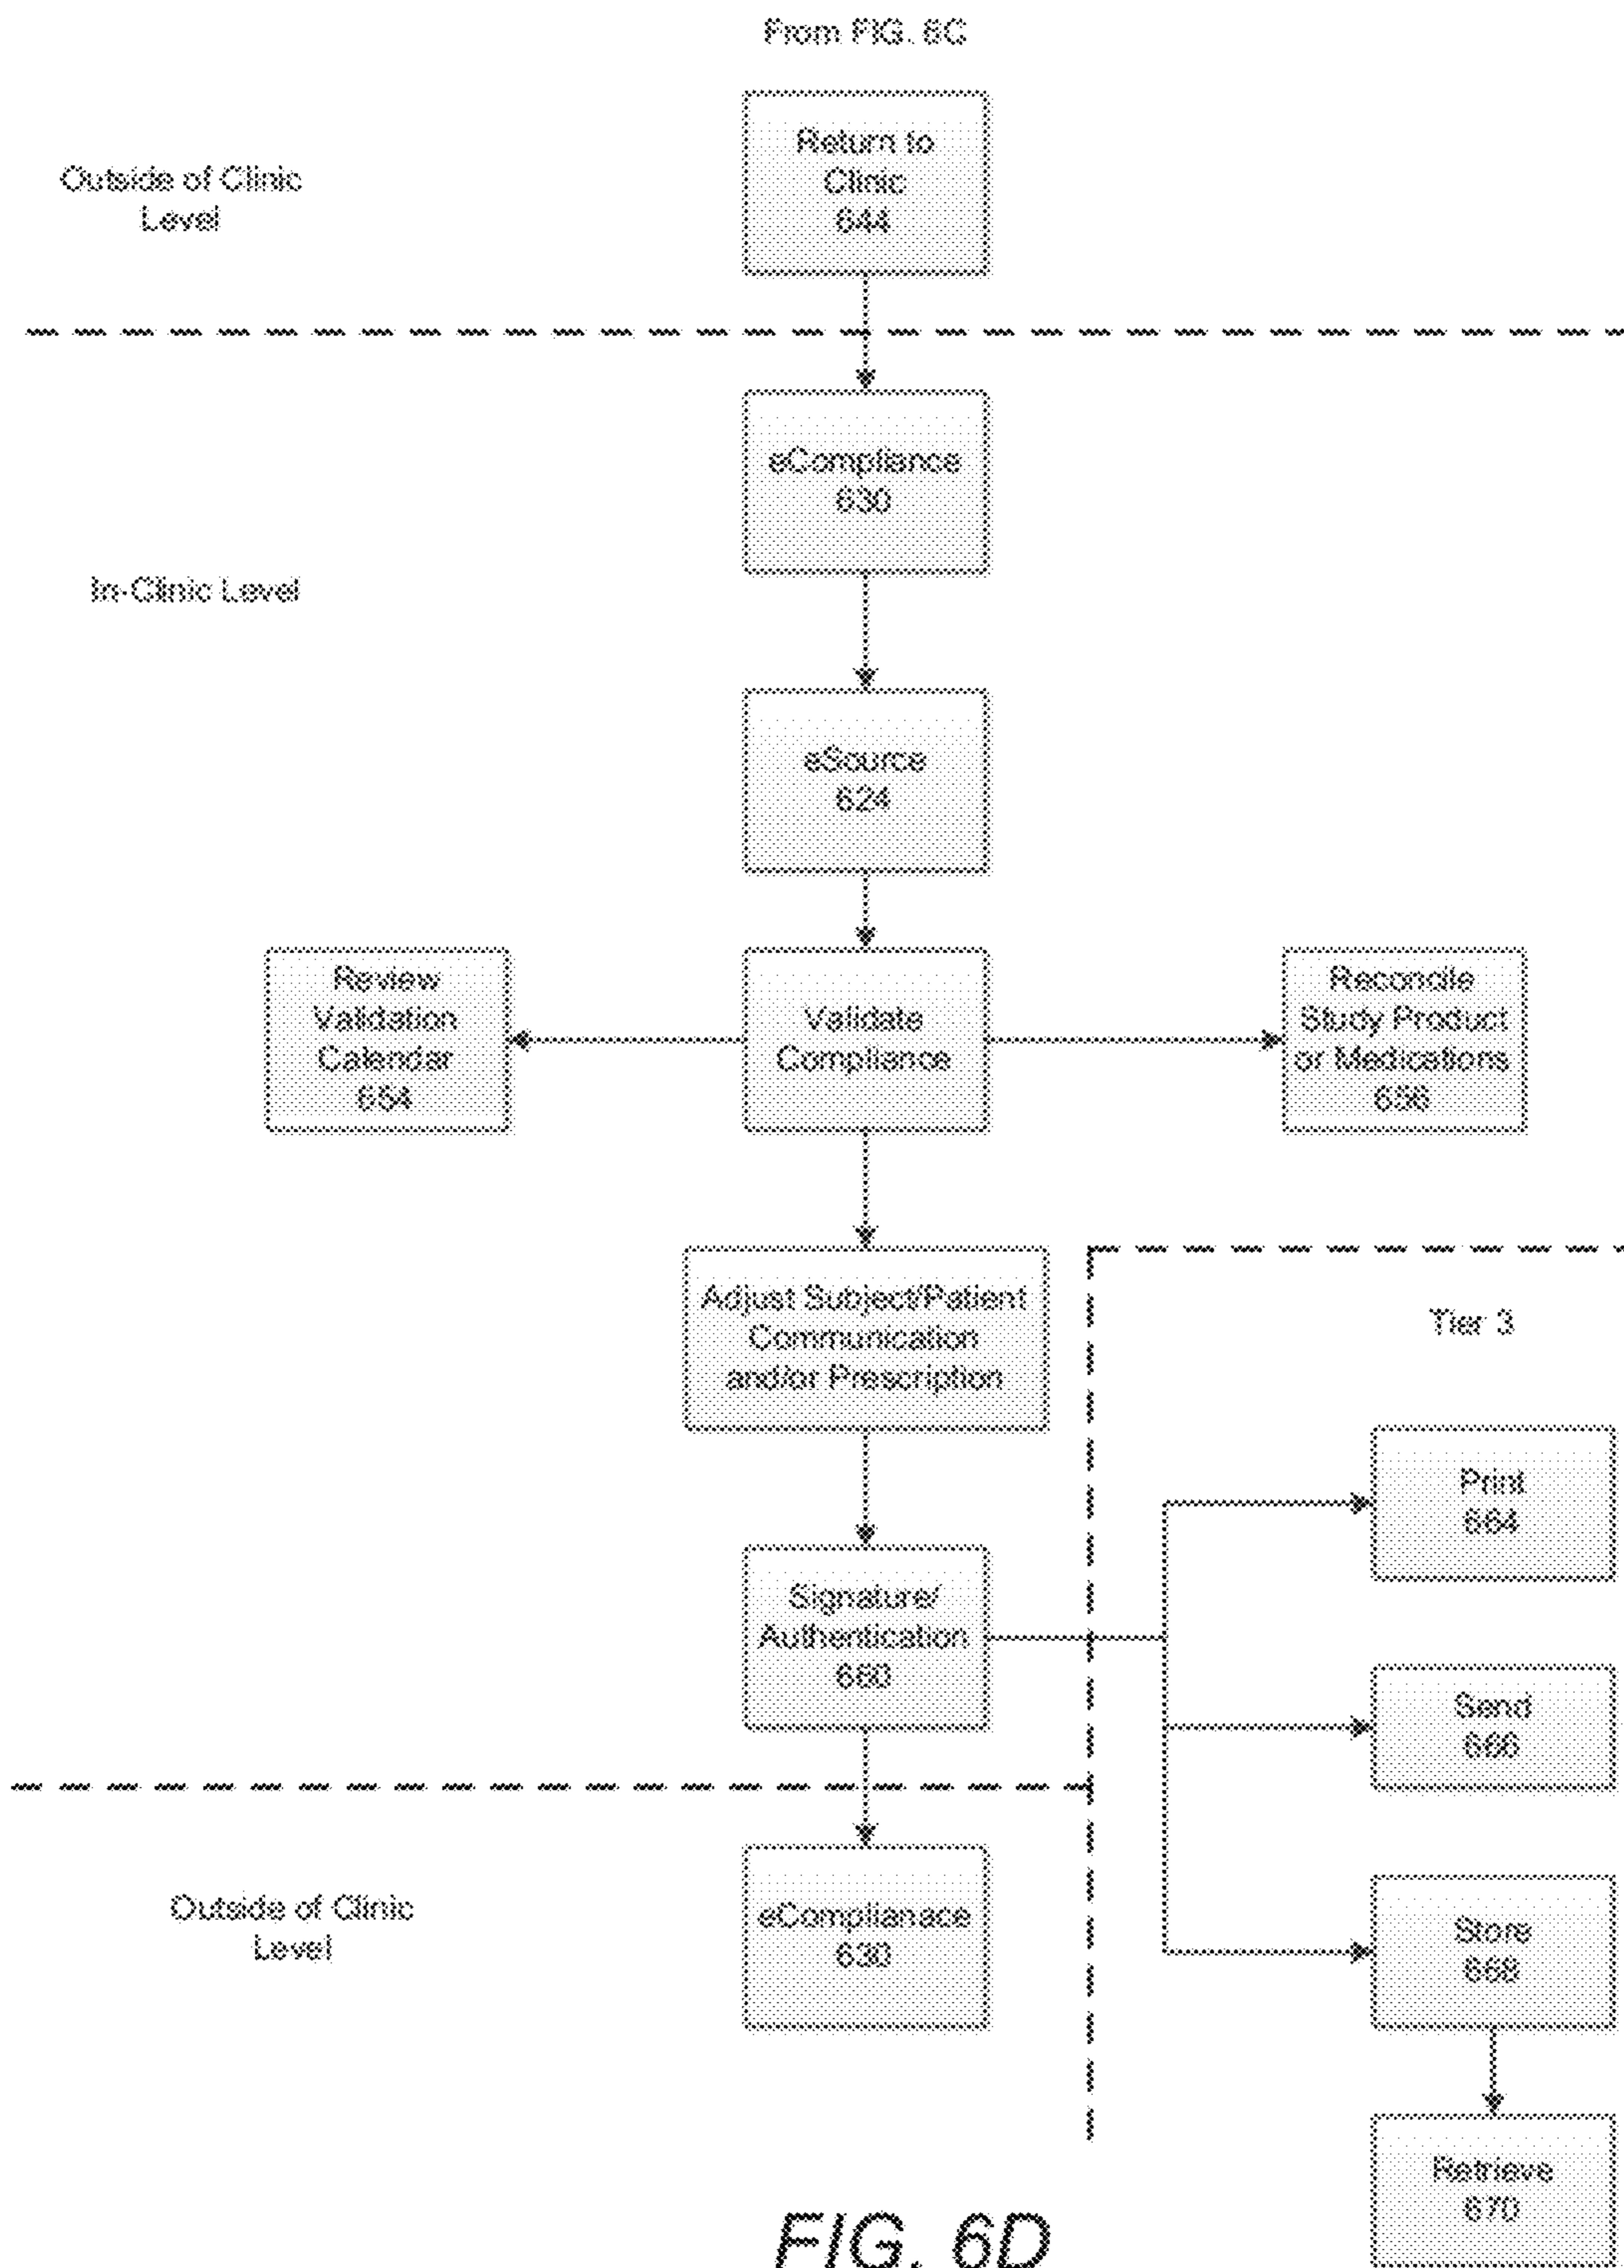 From FIG. 6C
Return to
Clinic
644
Outside of Clinic
Level
eCompliance
630
In-Clinic Level
eSource
624
Review
Validation
Calendar
654
Validate
Compliance
Reconcile
Study Product
or Medications
656
Adjust Subject/Patient
Communication
and/or Prescription
Tier 3
Print
664
Signature/
Authentication
660
Send
666
Outside of Clinic
Level
eComplianace
630
Store
668
Retrieve
670
FIG. 6D